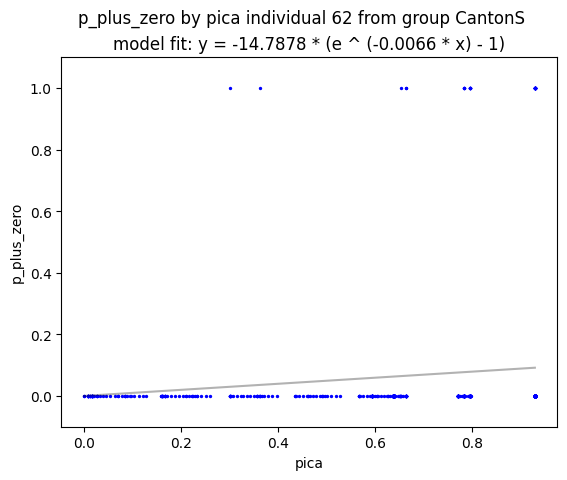 p_plus_zero by pica individual 62 from group CantonS
model fit: y = -14.7878 * (e ^ (-0.0066 * x) - 1)
1.0
0.8
0.6
0.4
0.2
0.0
p_plus_zero
0.0 0.2 0.4 0.6 0.8
pica